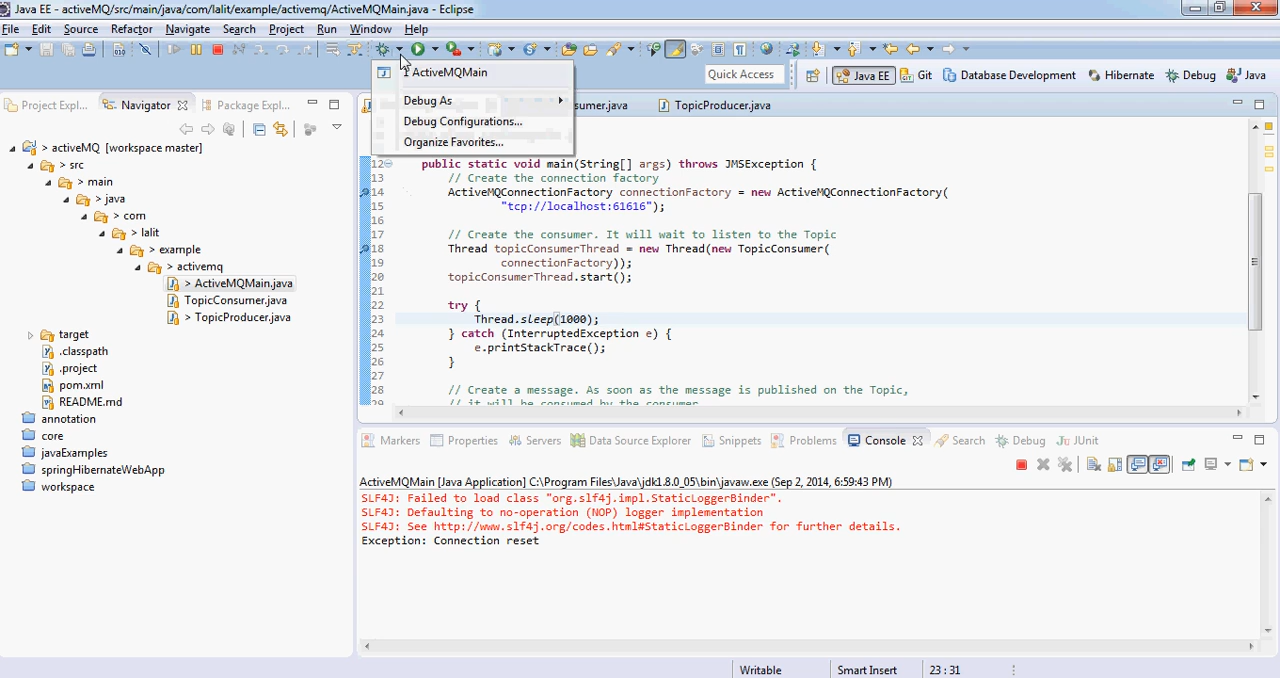 Java EE - activeMQ/src/main/java/com/lalit/example/activemq/ActiveMQMain.java - Eclipse
File Edit Source Refactor Navigate Search Project Run Window Help
ActiveMQMain
Debug As
Debug Configurations...
Organize Favorites...
Quick Access
Java EE Git Database Development Hibernate Debug Java
Project Expl... Navigator Package Expl...
sumer.java TopicProducer.java
> activeMQ [workspace master]
> src
> main
> java
> com
> lalit
> example
> activemq
> ActiveMQMain.java
TopicConsumer.java
> TopicProducer.java
target
.classpath
.project
pom.xml
README.md
annotation
core
javaExamples
springHibernateWebApp
workspace
12 public static void main(String[] args) throws JMSException {
13 // Create the connection factory
14 ActiveMQConnectionFactory connectionFactory = new ActiveMQConnectionFactory(
15 "tcp://localhost:61616");
16
17 // Create the consumer. It will wait to listen to the Topic
18 Thread topicConsumerThread = new Thread(new TopicConsumer(
19 connectionFactory));
20 topicConsumerThread.start();
21
22 try {
23 Thread.sleep(1000);
24 } catch (InterruptedException e) {
25 e.printStackTrace();
26 }
27
28 // Create a message. As soon as the message is published on the Topic,
29 // it will be consumed by the consumer
Markers Properties Servers Data Source Explorer Snippets Problems Console Search Debug JUnit
ActiveMQMain [Java Application] C:\Program Files\Java\jdk1.8.0_05\bin\javaw.exe (Sep 2, 2014, 6:59:43 PM)
SLF4J: Failed to load class "org.slf4j.impl.StaticLoggerBinder".
SLF4J: Defaulting to no-operation (NOP) logger implementation
SLF4J: See http://www.slf4j.org/codes.html#StaticLoggerBinder for further details.
Exception: Connection reset
Writable Smart Insert 23 : 31